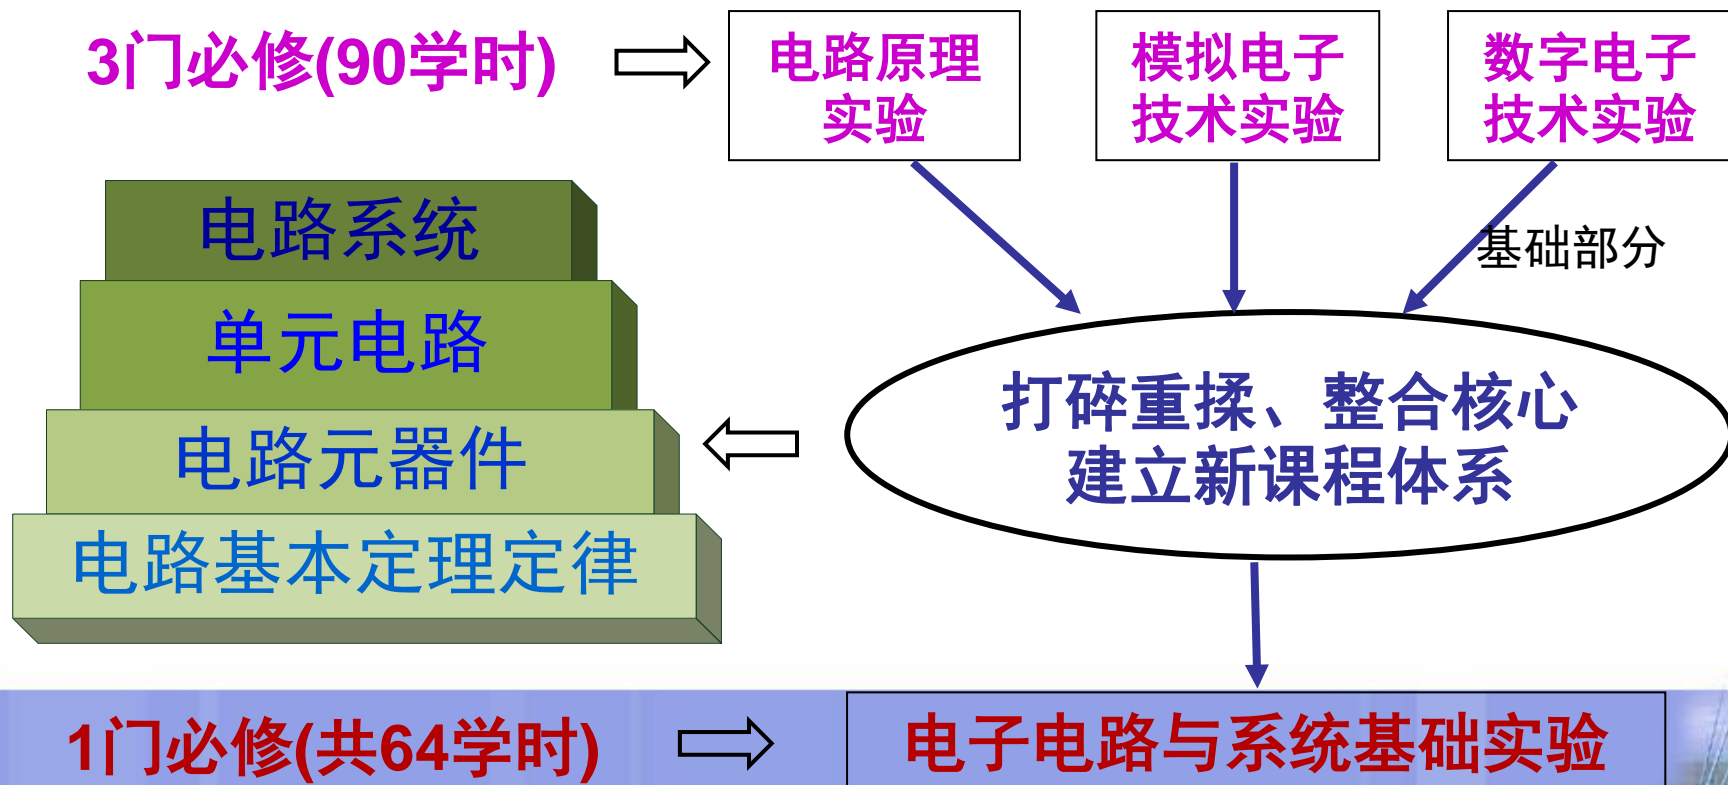 3门必修(90学时)
电路原理
实验
模拟电子
技术实验
数字电子
技术实验
基础部分
电路系统
单元电路
电路元器件
电路基本定理定律
打碎重揉、整合核心
建立新课程体系
1门必修(共64学时)
电子电路与系统基础实验